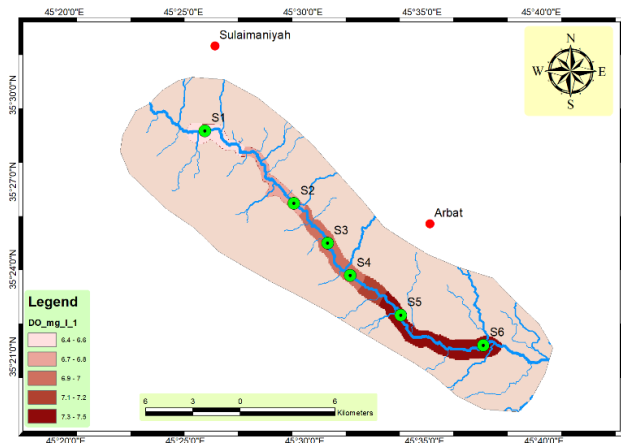 45°20'0"E 45°25'0"E 45°30'0"E 45°35'0"E 45°40'0"E
Sulaimaniyah
N
W E
S
35°30'0"N
S1
35°27'0"N
S2
Arbat
S3
35°24'0"N
S4
Legend
DO_mg_l_1
6.4 - 6.6
6.7 - 6.8
6.9 - 7
7.1 - 7.2
7.3 - 7.5
S5
S6
35°21'0"N
6 3 0 6
Kilometers
45°20'0"E 45°25'0"E 45°30'0"E 45°35'0"E 45°40'0"E